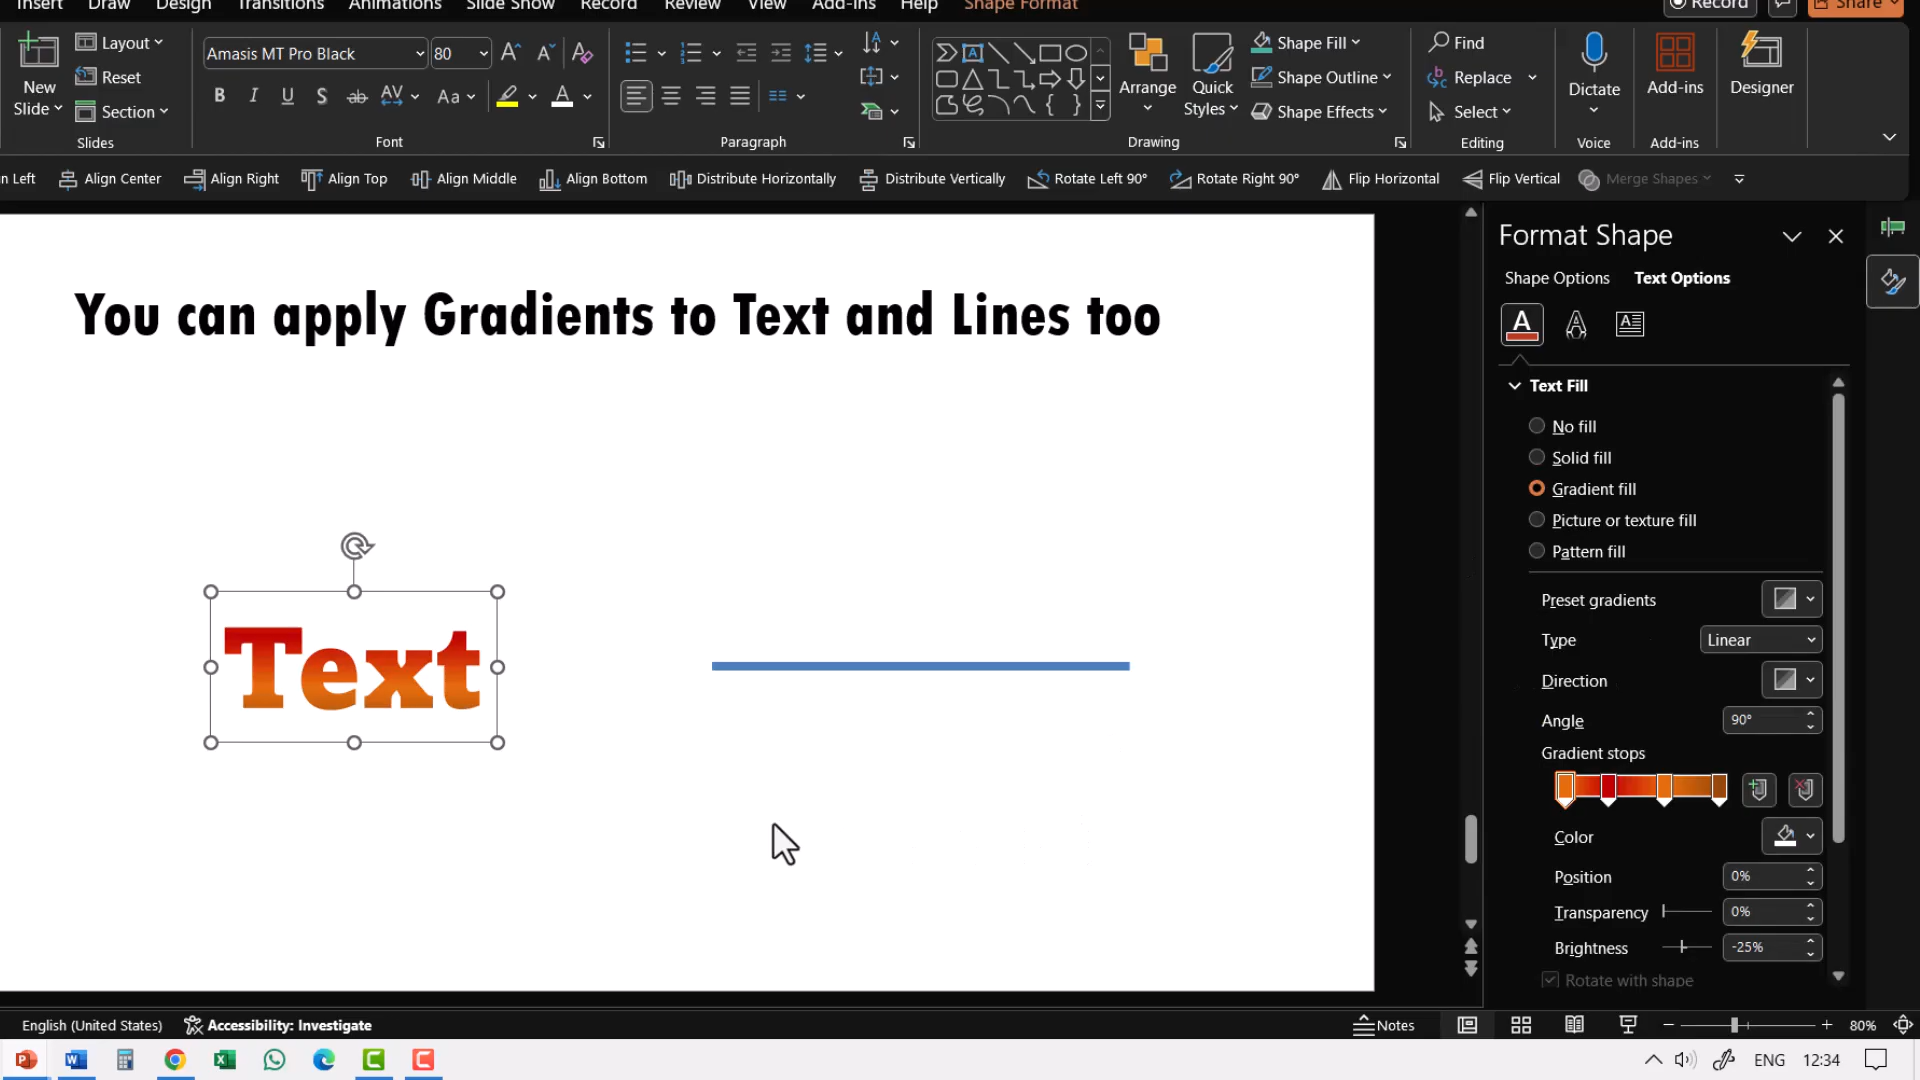 Insert Draw Design Transitions Animations Slide Show Record Review View Add-ins Help Shape Format Record Share
New Slide
Layout
Reset
Section
Slides
Amasis MT Pro Black 80
B I U S ab AV Aa A
Font
Paragraph
Arrange
Quick Styles
Shape Fill
Shape Outline
Shape Effects
Drawing
Find
Replace
Select
Editing
Dictate
Voice
Add-ins
Add-ins
Designer
n Left Align Center Align Right Align Top Align Middle Align Bottom Distribute Horizontally Distribute Vertically Rotate Left 90° Rotate Right 90° Flip Horizontal Flip Vertical Merge Shapes
You can apply Gradients to Text and Lines too
Text
Format Shape
Shape Options Text Options
Text Fill
No fill
Solid fill
Gradient fill
Picture or texture fill
Pattern fill
Preset gradients
Type Linear
Direction
Angle 90°
Gradient stops
Color
Position 0%
Transparency 0%
Brightness -25%
Rotate with shape
English (United States) Accessibility: Investigate Notes 80%
ENG 12:34